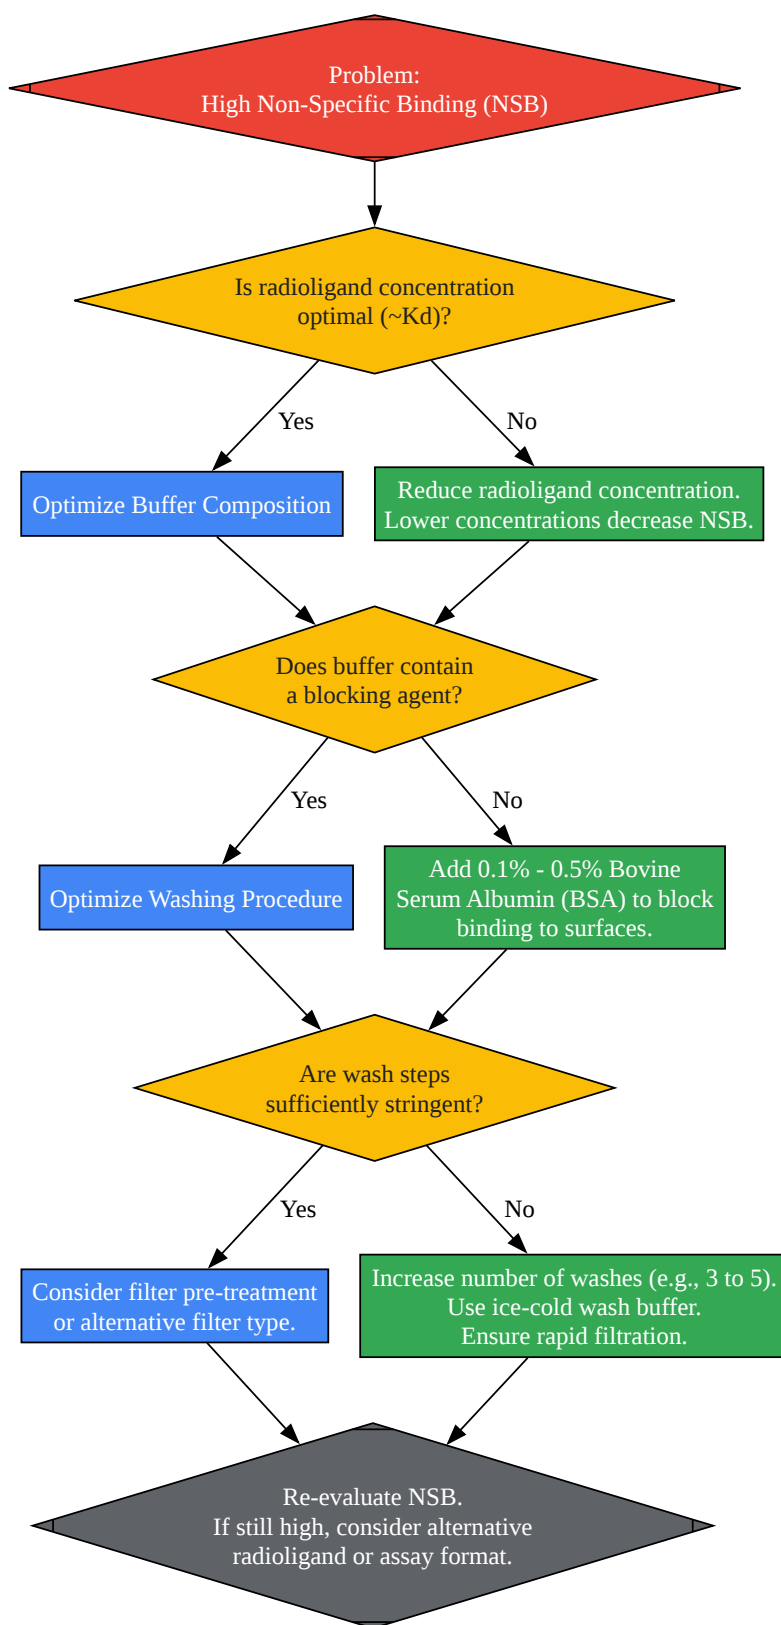 Problem:
High Non-Specific Binding (NSB)
Is radioligand concentration
optimal (~Kd)?
Yes
No
Optimize Buffer Composition
Reduce radioligand concentration.
Lower concentrations decrease NSB.
Does buffer contain
a blocking agent?
Yes
No
Optimize Washing Procedure
Add 0.1% - 0.5% Bovine
Serum Albumin (BSA) to block
binding to surfaces.
Are wash steps
sufficiently stringent?
Yes
No
Consider filter pre-treatment
or alternative filter type.
Increase number of washes (e.g., 3 to 5).
Use ice-cold wash buffer.
Ensure rapid filtration.
Re-evaluate NSB.
If still high, consider alternative
radioligand or assay format.